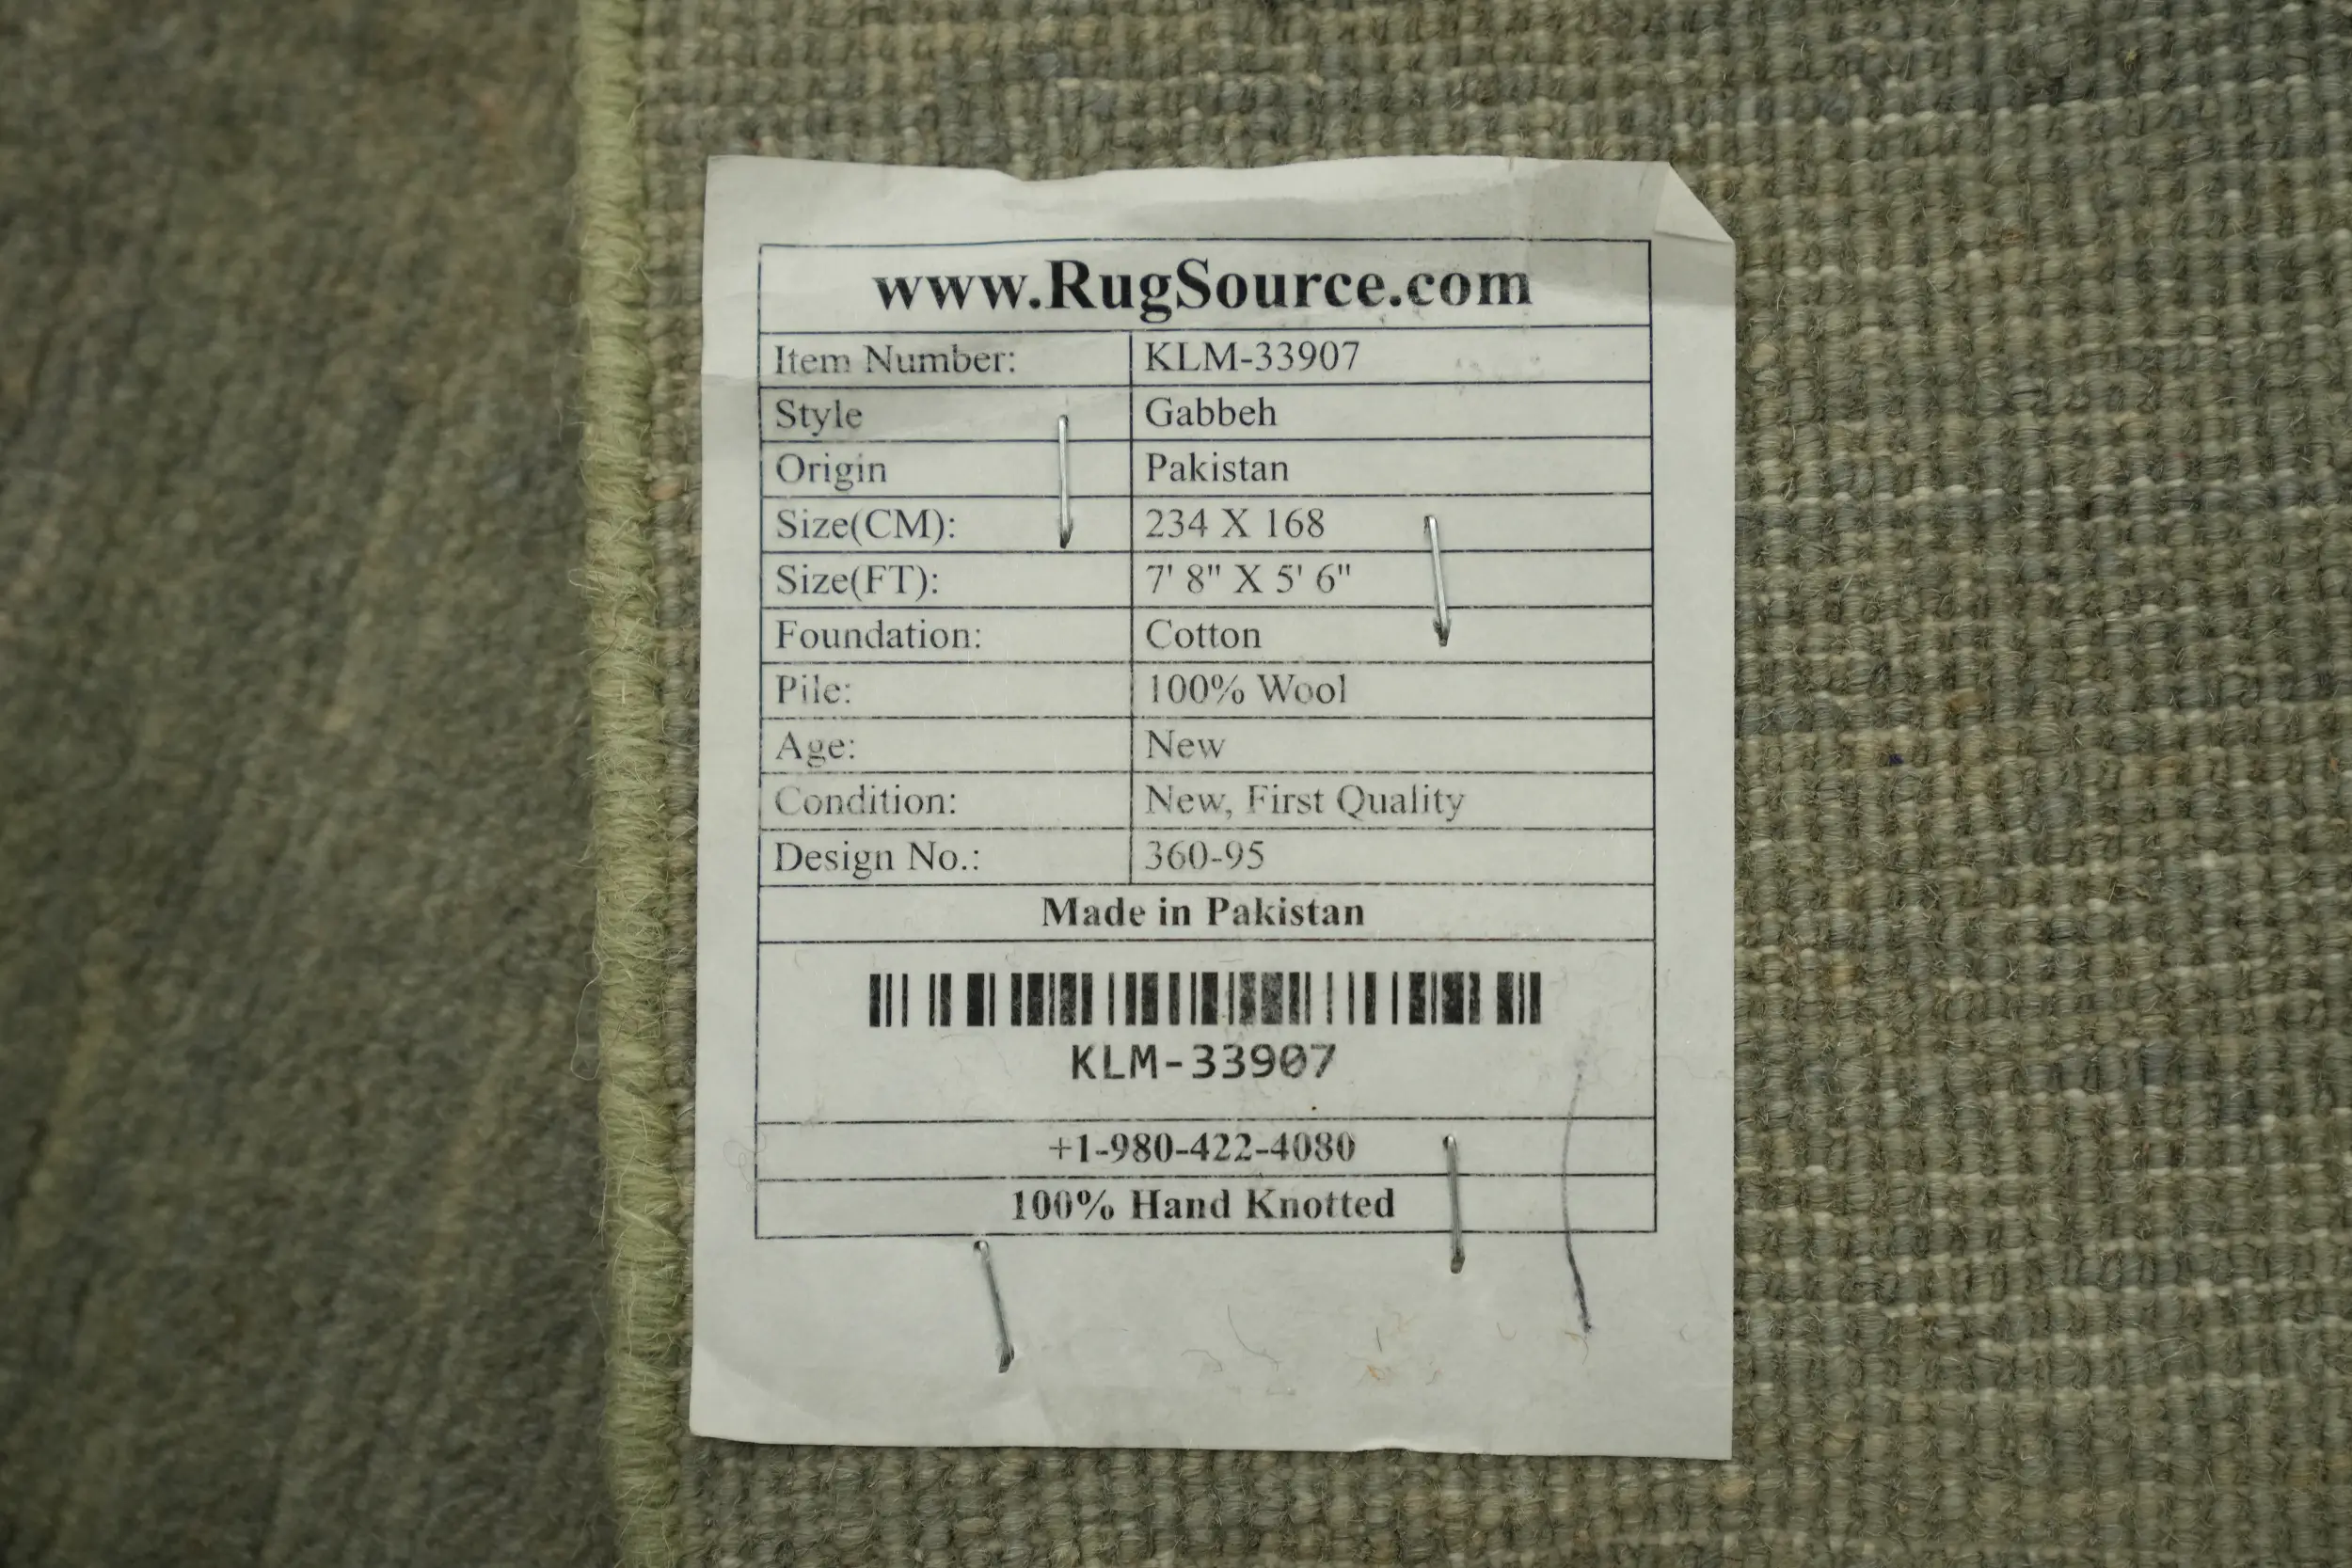 www.RugSource.com
Item Number: KLM-33907
Style Gabbeh
Origin Pakistan
Size(CM): 234 X 168
Size(FT): 7' 8" X 5' 6"
Foundation: Cotton
Pile: 100% Wool
Age: New
Condition: New, First Quality
Design No.: 360-95
Made in Pakistan
KLM-33907
+1-980-422-4080
100% Hand Knotted